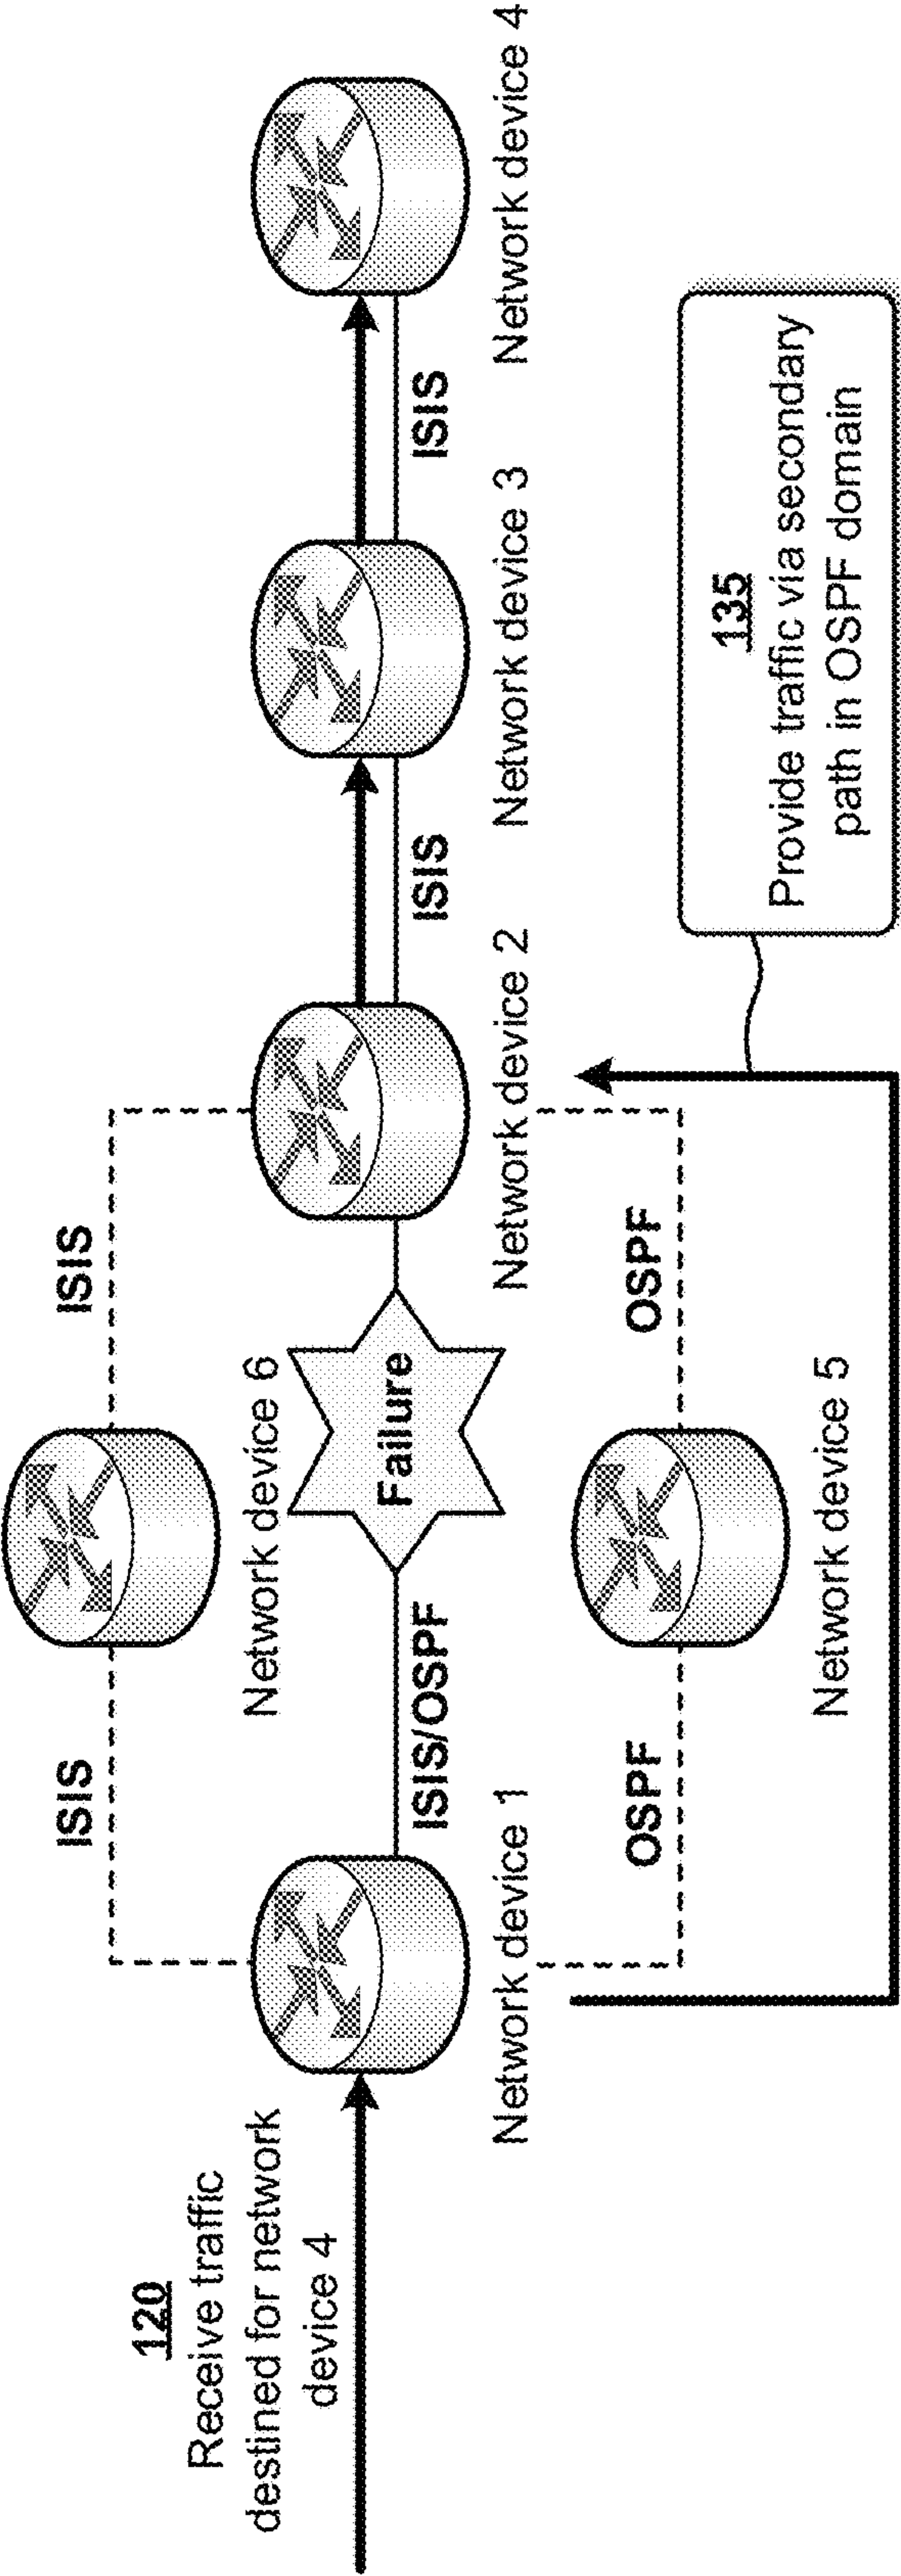 120
Receive traffic
destined for network
device 4
ISIS
ISIS
Network device 6
Failure
ISIS/OSPF
ISIS
ISIS
Network device 1
Network device 2
Network device 3
Network device 4
OSPF
OSPF
Network device 5
135
Provide traffic via secondary
path in OSPF domain